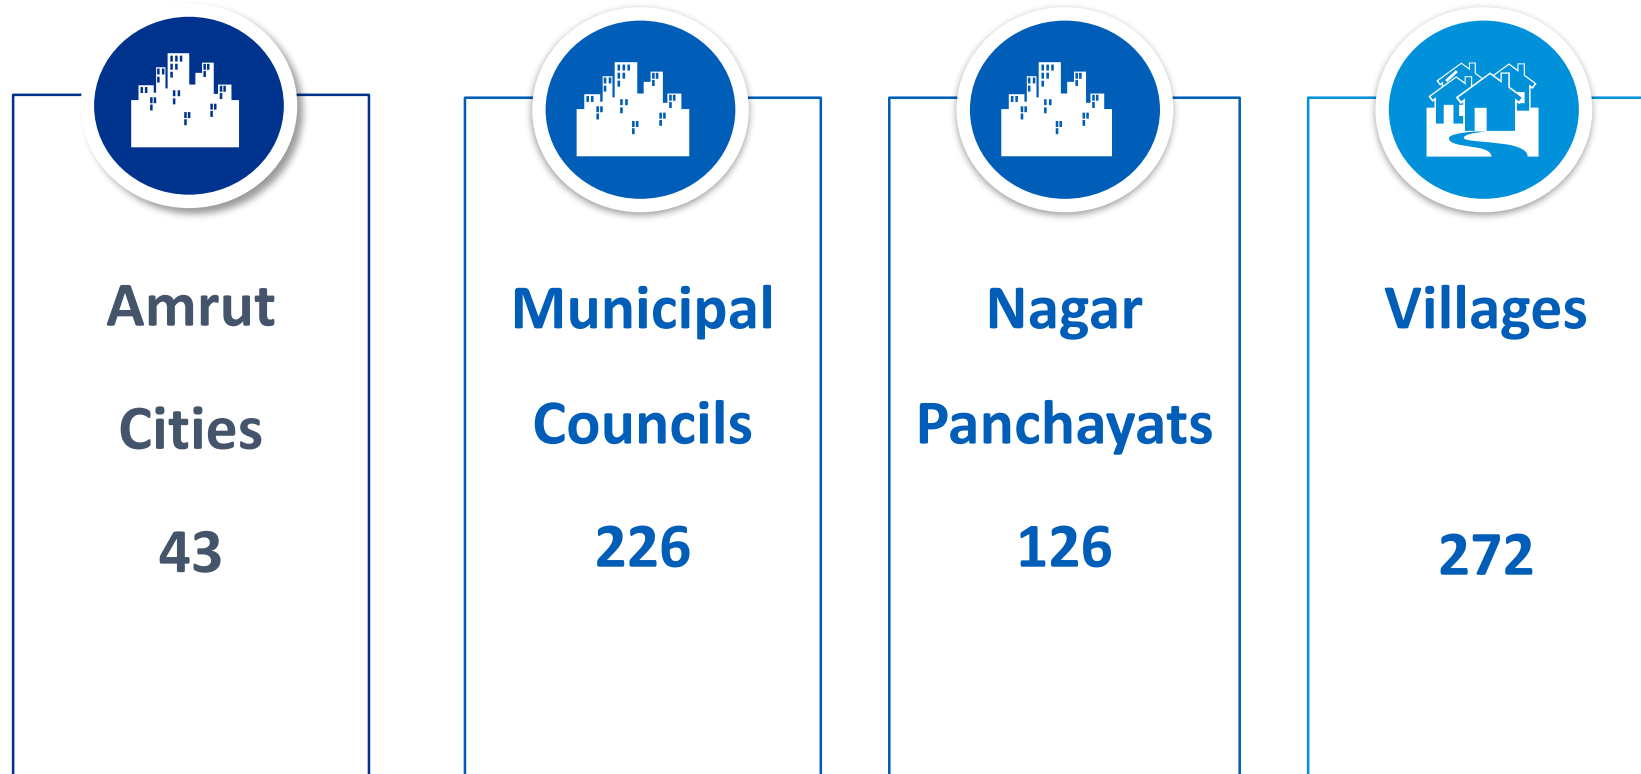 Amrut
Cities
43
Municipal
Councils
226
Nagar
Panchayats
126
Villages
272